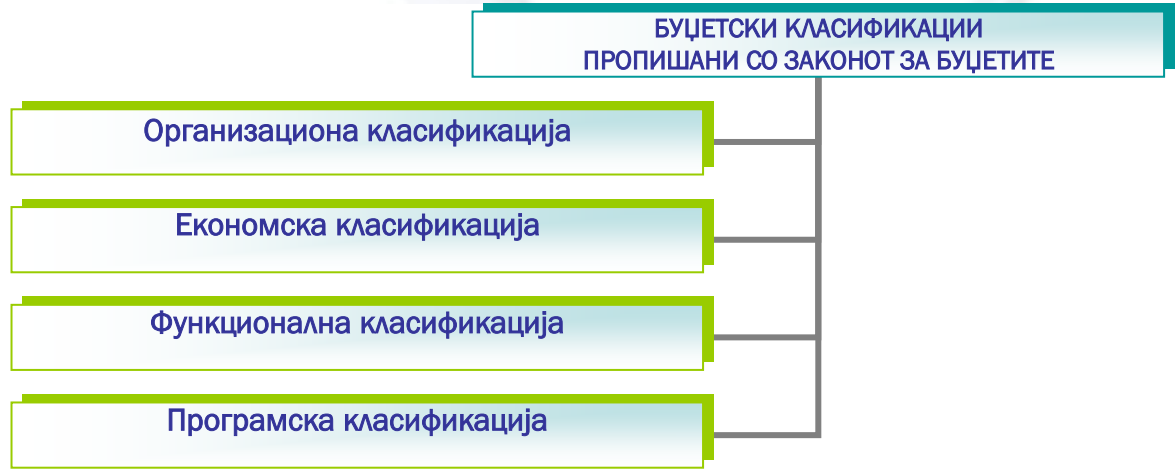 БУЏЕТСКИ КЛАСИФИКАЦИИ
ПРОПИШАНИ СО ЗАКОНОТ ЗА БУЏЕТИТЕ
Организациона класификација
Економска класификација
Функционална класификација
Програмска класификација